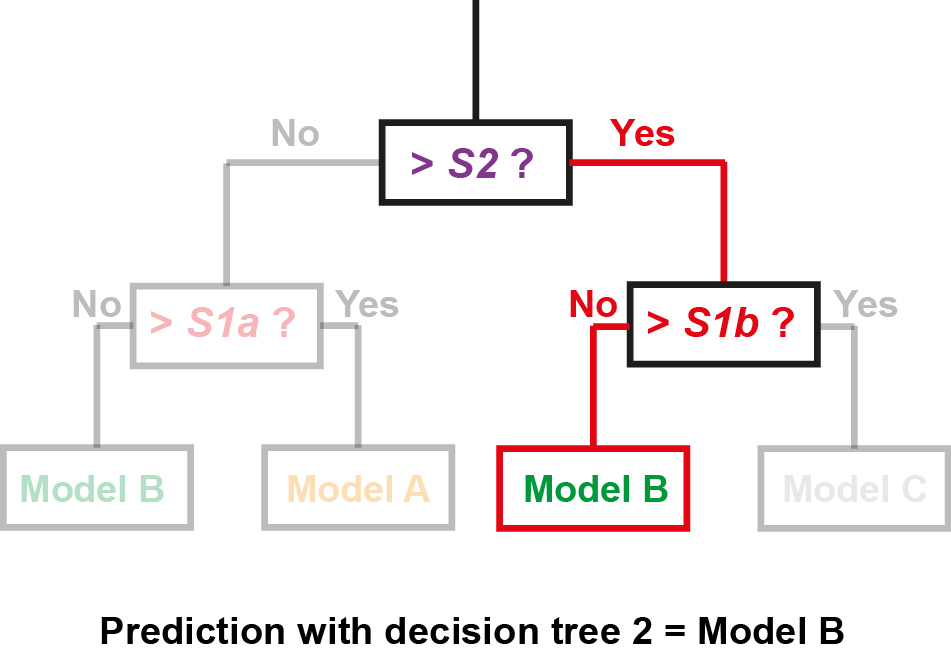 No
Yes
> S2 ?
No
> S1a ?
Yes
No
> S1b ?
Yes
Model B
Model A
Model B
Model C
Prediction with decision tree 2 = Model B